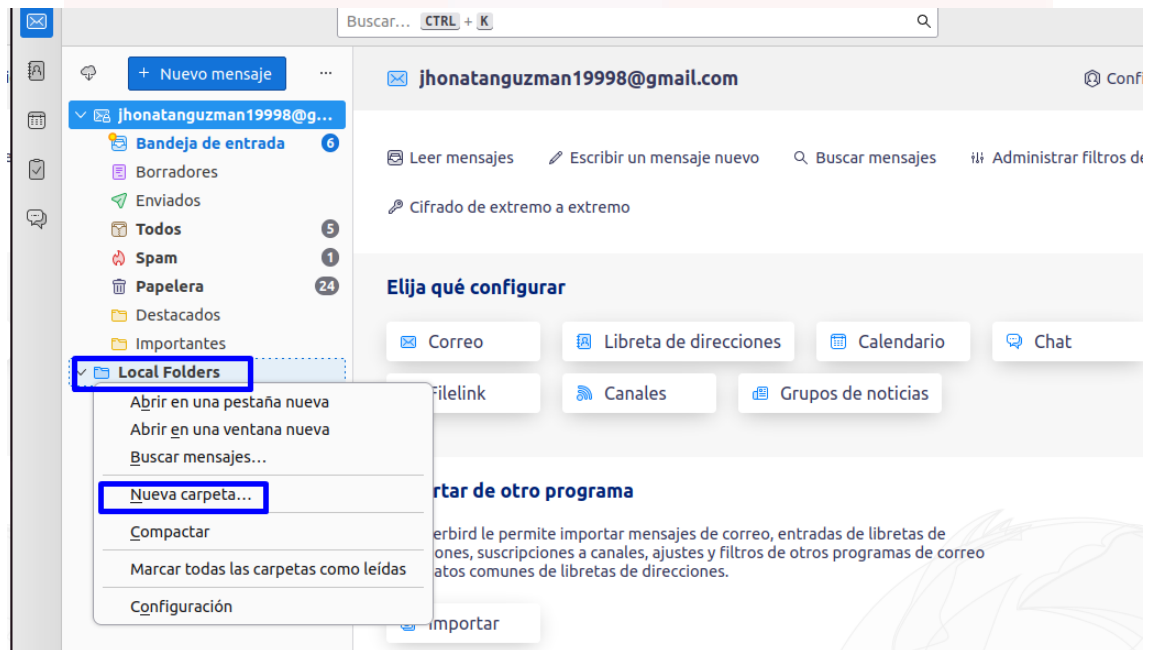 Buscar... CTRL + K
+ Nuevo mensaje ...
jhonatanguzman19998@g...
Bandeja de entrada 6
Borradores
Enviados
Todos 5
Spam 1
Papelera 24
Destacados
Importantes
Local Folders
Abrir en una pestaña nueva
Abrir en una ventana nueva
Buscar mensajes...
Nueva carpeta...
Compactar
Marcar todas las carpetas como leídas
Configuración
jhonatanguzman19998@gmail.com
Confi
Leer mensajes Escribir un mensaje nuevo Buscar mensajes Administrar filtros de
Cifrado de extremo a extremo
Elija qué configurar
Correo Libreta de direcciones Calendario Chat
Filelink Canales Grupos de noticias
rtar de otro programa
erbird le permite importar mensajes de correo, entradas de libretas de
ones, suscripciones a canales, ajustes y filtros de otros programas de correo
atos comunes de libretas de direcciones.
Importar